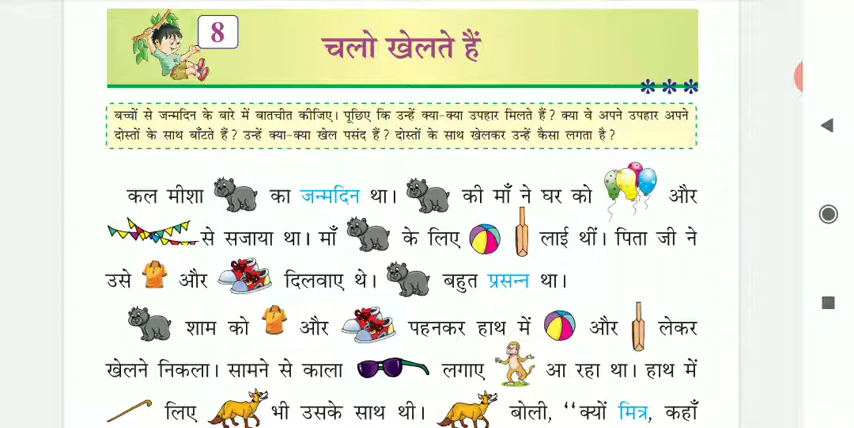 8
चलो खेलते हैं
***
बच्चों से जन्मदिन के बारे में बातचीत कीजिए। पूछिए कि उन्हें क्या-क्या उपहार मिलते हैं? क्या वे अपने उपहार अपने
दोस्तों के साथ बाँटते हैं? उन्हें क्या-क्या खेल पसंद हैं? दोस्तों के साथ खेलकर उन्हें कैसा लगता है?
कल मीशा का जन्मदिन था। की माँ ने घर को और
से सजाया था। माँ के लिए लाई थीं। पिता जी ने
उसे और दिलवाए थे। बहुत प्रसन्न था।
शाम को और पहनकर हाथ में और लेकर
खेलने निकला। सामने से काला लगाए आ रहा था। हाथ में
लिए भी उसके साथ थी। बोली, “क्यों मित्र, कहाँ